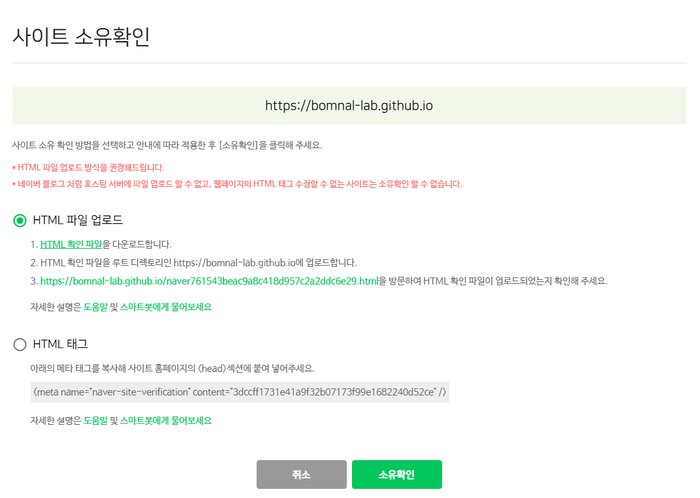 사이트 소유확인
https://bomnal-lab.github.io
사이트 소유 확인 방법을 선택하고 안내에 따라 적용한 후 [소유확인]을 클릭해 주세요.
* HTML 파일 업로드 방식을 권장해드립니다.
* 네이버 블로그 처럼 호스팅 서버에 파일 업로드 할 수 없고, 웹페이지의 HTML 태그 수정할 수 없는 사이트는 소유확인 할 수 없습니다.
HTML 파일 업로드
1. HTML 확인 파일을 다운로드합니다.
2. HTML 확인 파일을 루트 디렉토리인 https://bomnal-lab.github.io에 업로드합니다.
3. https://bomnal-lab.github.io/naver761543beac9a8c418d957c2a2ddc6e29.html을 방문하여 HTML 확인 파일이 업로드되었는지 확인해 주세요.
자세한 설명은 도움말 및 스마트봇에게 물어보세요
HTML 태그
아래의 메타 태그를 복사해 사이트 홈페이지의 <head>섹션에 붙여 넣어주세요.
<meta name="naver-site-verification" content="3dccff1731e41a9f32b07173f99e1682240d52ce" />
자세한 설명은 도움말 및 스마트봇에게 물어보세요
취소 소유확인